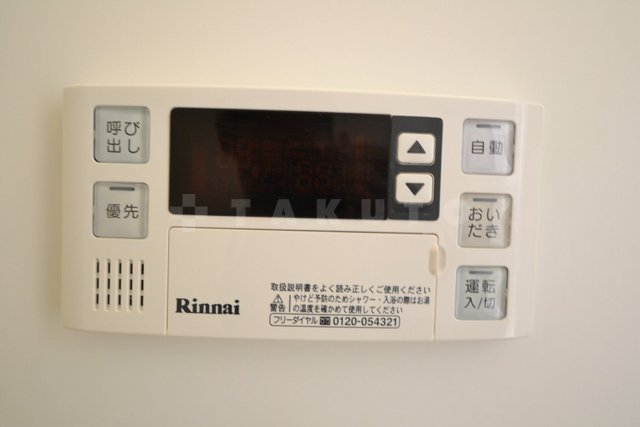 呼び
出し
優先
▲
▼
自動
おい
だき
運転
入/切
TAKUTO
Rinnai
取扱説明書をよく読み正しくご使用ください
警告
やけど予防のためシャワー・入浴の際はお湯
の温度を確かめて使用してください
フリーダイヤル 0120-054321